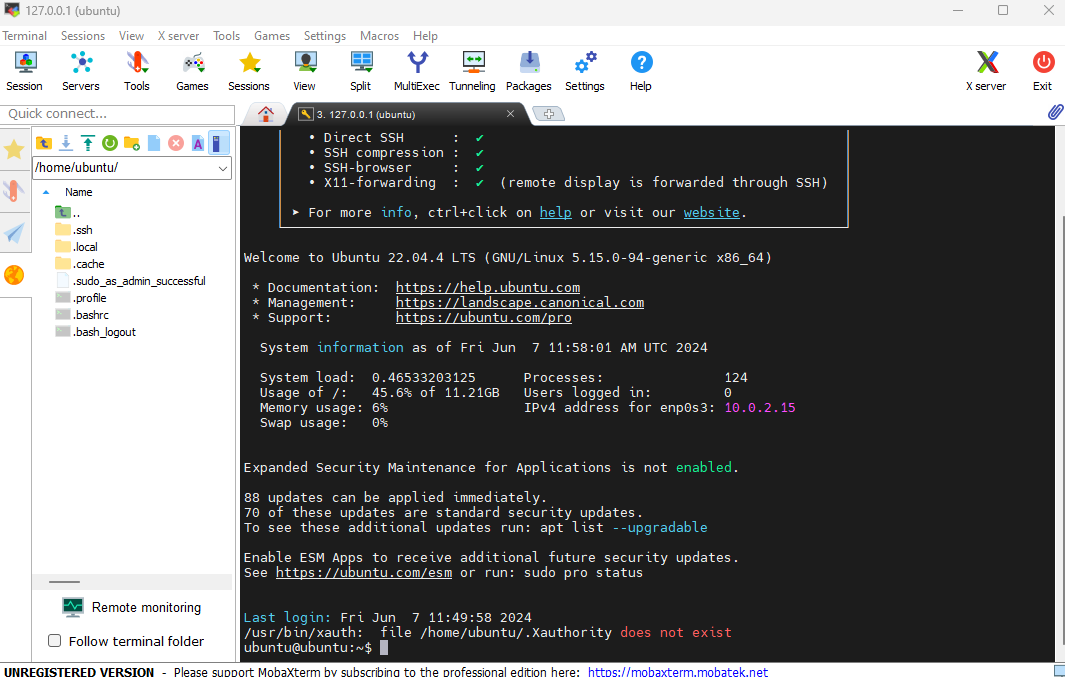 127.0.0.1 (ubuntu)
Terminal Sessions View X server Tools Games Settings Macros Help
Session Servers Tools Games Sessions View Split MultiExec Tunneling Packages Settings Help X server Exit
Quick connect...
3. 127.0.0.1 (ubuntu)
/home/ubuntu/
Name
..
.ssh
.local
.cache
.sudo_as_admin_successful
.profile
.bashrc
.bash_logout
Remote monitoring
Follow terminal folder
• Direct SSH : ✔
• SSH compression : ✔
• SSH-browser : ✔
• X11-forwarding : ✔ (remote display is forwarded through SSH)
➤ For more info, ctrl+click on help or visit our website.
Welcome to Ubuntu 22.04.4 LTS (GNU/Linux 5.15.0-94-generic x86_64)
* Documentation: https://help.ubuntu.com
* Management: https://landscape.canonical.com
* Support: https://ubuntu.com/pro
System information as of Fri Jun 7 11:58:01 AM UTC 2024
System load: 0.46533203125 Processes: 124
Usage of /: 45.6% of 11.21GB Users logged in: 0
Memory usage: 6% IPv4 address for enp0s3: 10.0.2.15
Swap usage: 0%
Expanded Security Maintenance for Applications is not enabled.
88 updates can be applied immediately.
70 of these updates are standard security updates.
To see these additional updates run: apt list --upgradable
Enable ESM Apps to receive additional future security updates.
See https://ubuntu.com/esm or run: sudo pro status
Last login: Fri Jun 7 11:49:58 2024
/usr/bin/xauth: file /home/ubuntu/.Xauthority does not exist
ubuntu@ubuntu:~$
UNREGISTERED VERSION - Please support MobaXterm by subscribing to the professional edition here: https://mobaxterm.mobatek.net